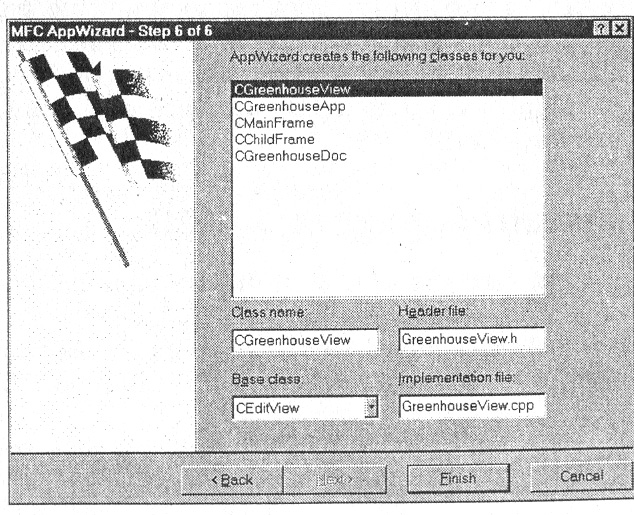 MFC AppWizard - Step 6 of 6
AppWizard creates the following classes for you:
CGreenhouseView
CGreenhouseApp
CMainFrame
CChildFrame
CGreenhouseDoc
Class name: Header file:
CGreenhouseView GreenhouseView.h
Base class: Implementation file:
CEditView GreenhouseView.cpp
< Back Next > Finish Cancel